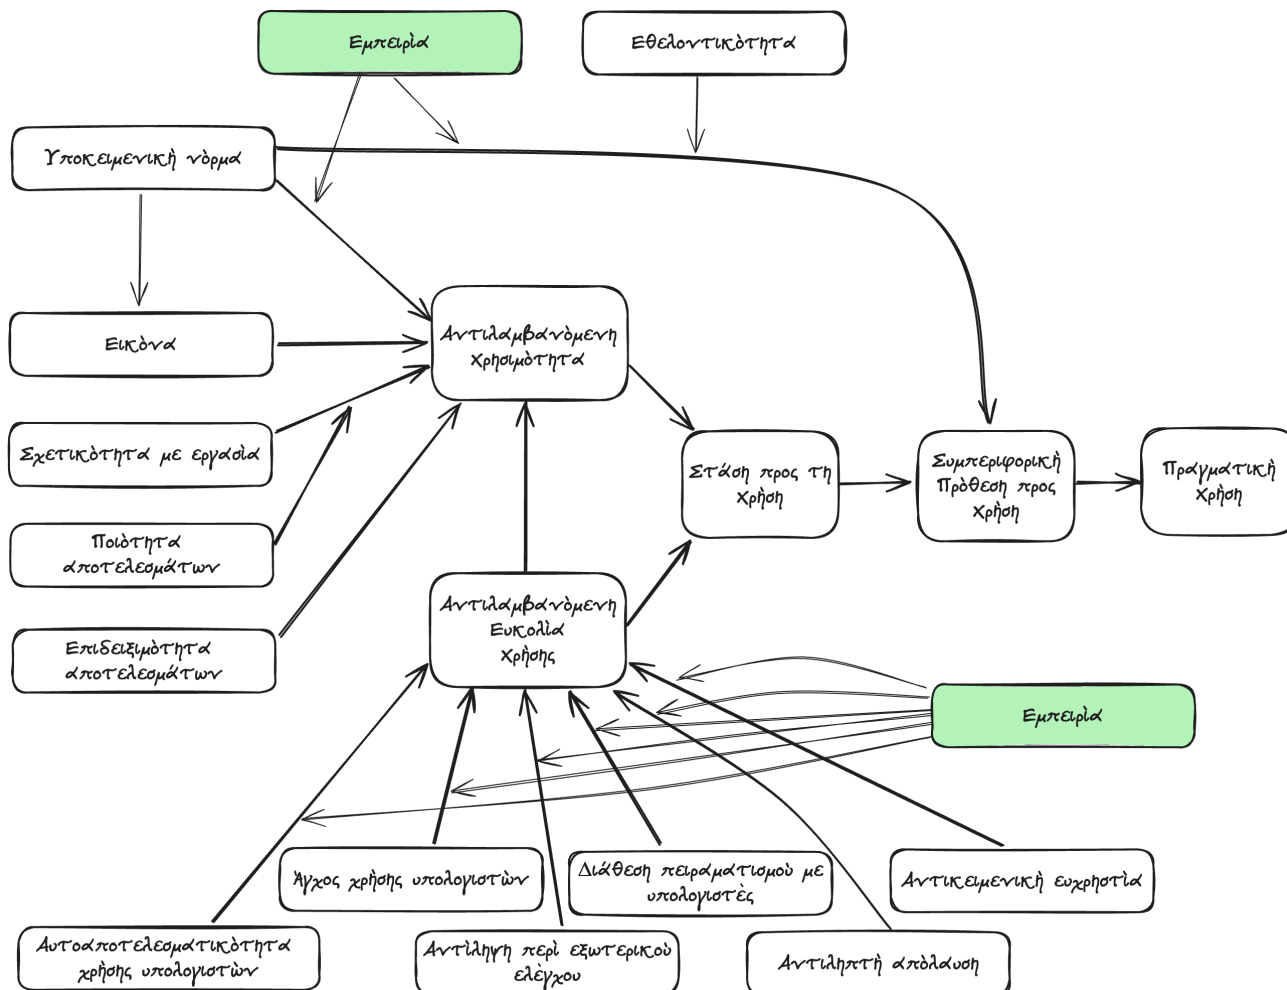 Εμπειρία
Εθελοντικότητα
Υποκειμενική νόρμα
Εικόνα
Αντιλαμβανόμενη
χρησιμότητα
Σχετικότητα με εργασία
Στάση προς τη
χρήση
Συμπεριφορική
Πρόθεση προς
χρήση
Πραγματική
χρήση
Ποιότητα
αποτελεσμάτων
Αντιλαμβανόμενη
Ευκολία
χρήσης
Επιδειξιμότητα
αποτελεσμάτων
Εμπειρία
Άγχος χρήσης υπολογιστών
Διάθεση πειραματισμού με
υπολογιστές
Αντικειμενική ευχρηστία
Αυτοαποτελεσματικότητα
χρήσης υπολογιστών
Αντίληψη περί εξωτερικού
ελέγχου
Αντιληπτή απόλαυση